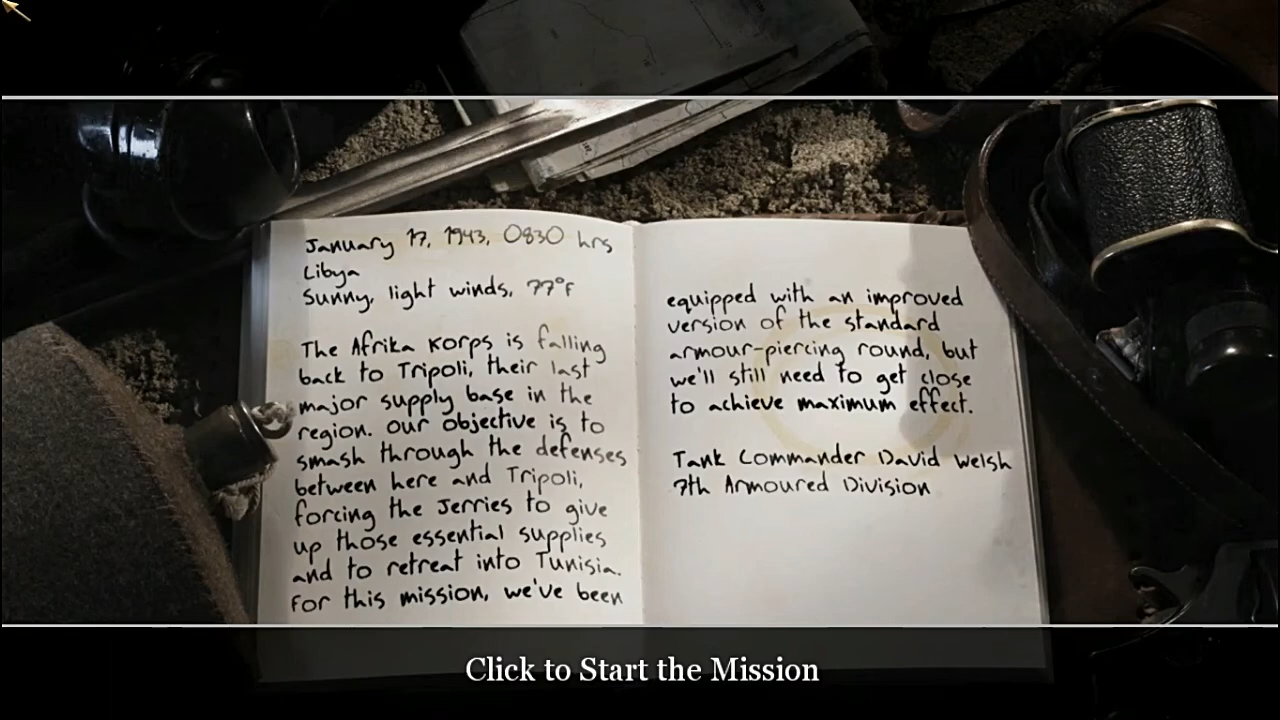 January 17, 1943, 0830 hrs
Libya
Sunny, light winds, 77°F
The Afrika Korps is falling
back to Tripoli, their last
major supply base in the
region. Our objective is to
smash through the defenses
between here and Tripoli,
forcing the Jerries to give
up those essential supplies
and to retreat into Tunisia.
For this mission, we've been
equipped with an improved
version of the standard
armour-piercing round, but
we'll still need to get close
to achieve maximum effect.
Tank Commander David Welsh
7th Armoured Division
Click to Start the Mission